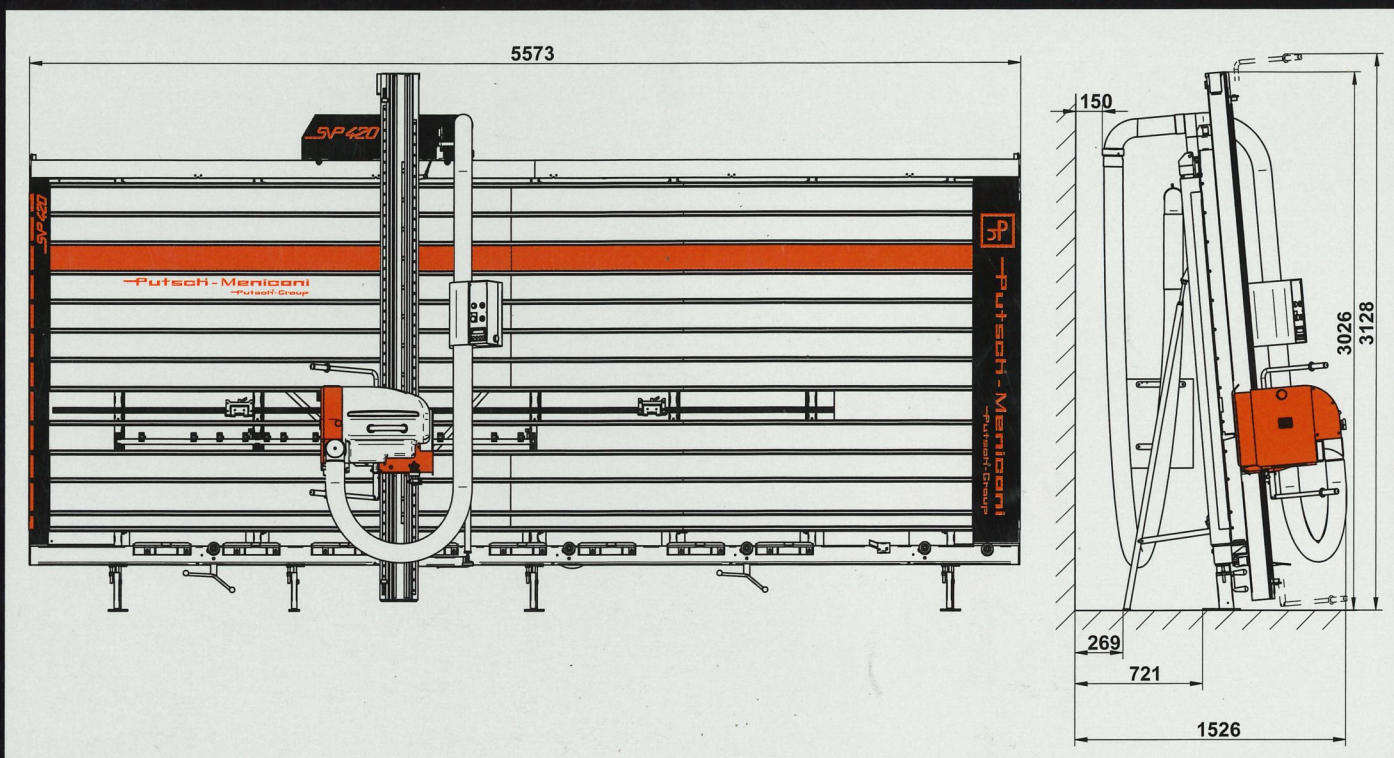 5573
SVP 420
SVP 420
Putsch - Meniconi
Putsch-Group
Putsch - Meniconi
Putsch-Group
150
3026
3128
269
721
1526